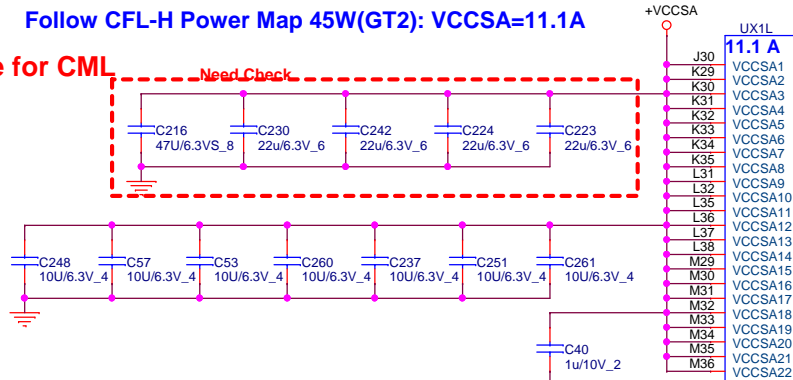 Follow CFL-H Power Map 45W(GT2): VCCSA=11.1A
+VCCSA
UX1L
11.1 A
e for CML
Need Check
J30 VCCSA1
K29 VCCSA2
K30 VCCSA3
K31 VCCSA4
K32 VCCSA5
K33 VCCSA6
K34 VCCSA7
K35 VCCSA8
L31 VCCSA9
L32 VCCSA10
L35 VCCSA11
L36 VCCSA12
L37 VCCSA13
L38 VCCSA14
M29 VCCSA15
M30 VCCSA16
M31 VCCSA17
M32 VCCSA18
M33 VCCSA19
M34 VCCSA20
M35 VCCSA21
M36 VCCSA22
C216
47U/6.3VS_8
C230
22u/6.3V_6
C242
22u/6.3V_6
C224
22u/6.3V_6
C223
22u/6.3V_6
C248
10U/6.3V_4
C57
10U/6.3V_4
C53
10U/6.3V_4
C260
10U/6.3V_4
C237
10U/6.3V_4
C251
10U/6.3V_4
C261
10U/6.3V_4
C40
1u/10V_2